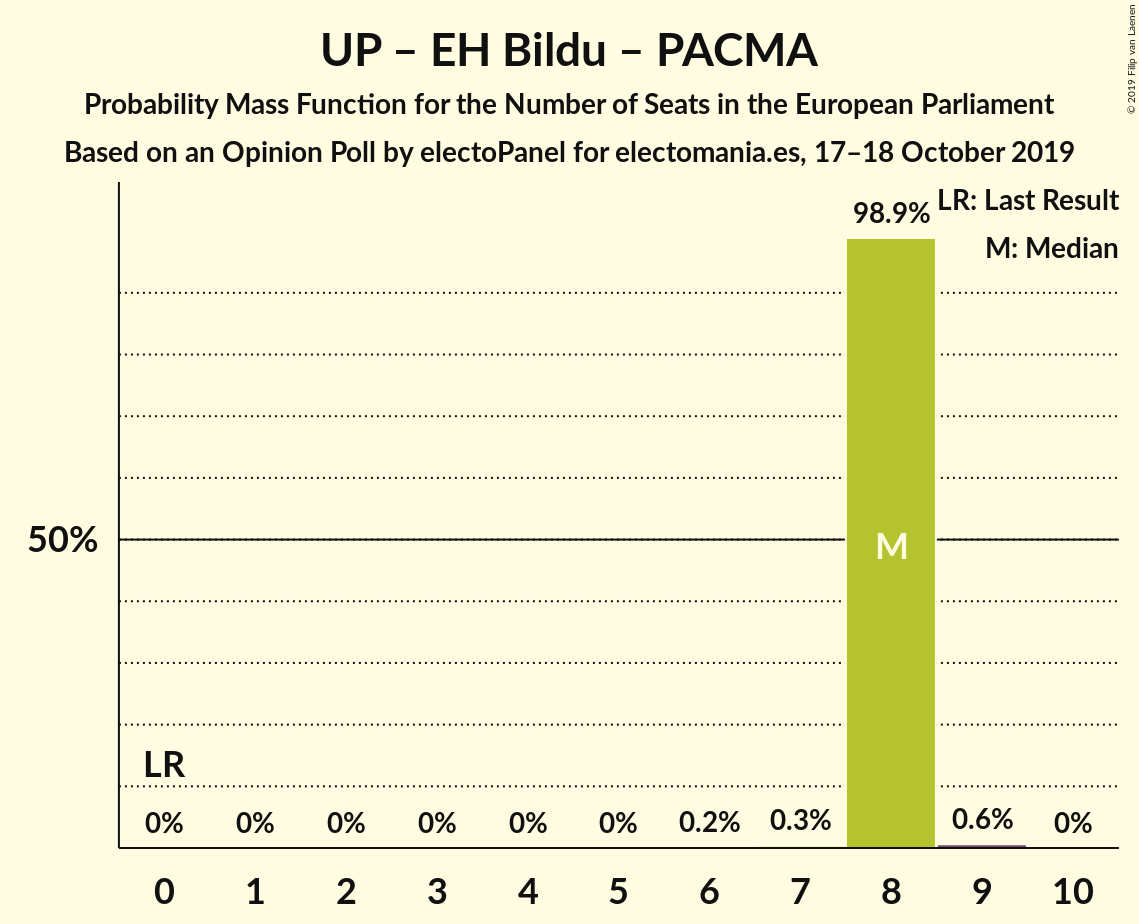 UP – EH Bildu – PACMA
Probability Mass Function for the Number of Seats in the European Parliament
Based on an Opinion Poll by electoPanel for electomania.es, 17–18 October 2019
© 2019 Filip van Laenen
LR: Last Result
M: Median
98.9%
50%
M
LR
0% 0% 0% 0% 0% 0% 0.2% 0.3% 0.6% 0%
0 1 2 3 4 5 6 7 8 9 10